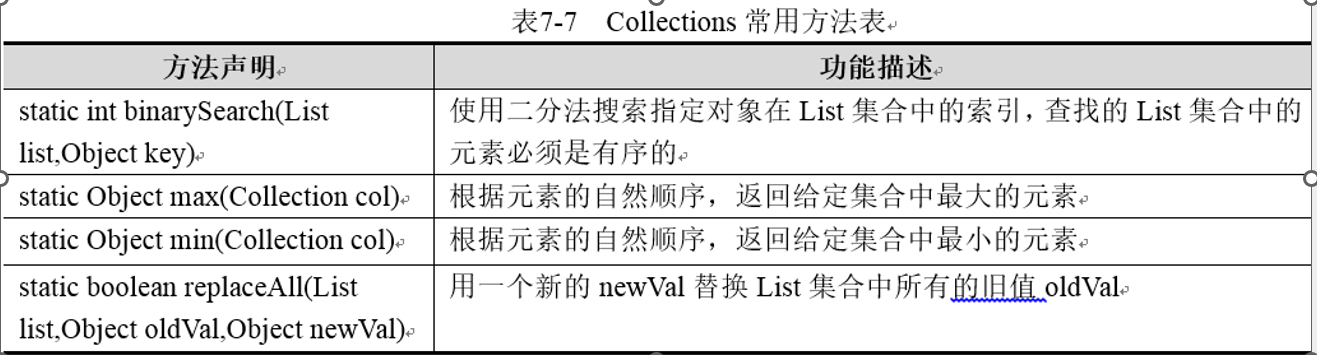 表7-7 Collections 常用方法表
方法声明
功能描述
static int binarySearch(List
list,Object key)
使用二分法搜索指定对象在 List 集合中的索引，查找的 List 集合中的
元素必须是有序的
static Object max(Collection col)
根据元素的自然顺序，返回给定集合中最大的元素
static Object min(Collection col)
根据元素的自然顺序，返回给定集合中最小的元素
static boolean replaceAll(List
list,Object oldVal,Object newVal)
用一个新的 newVal 替换 List 集合中所有的旧值 oldVal